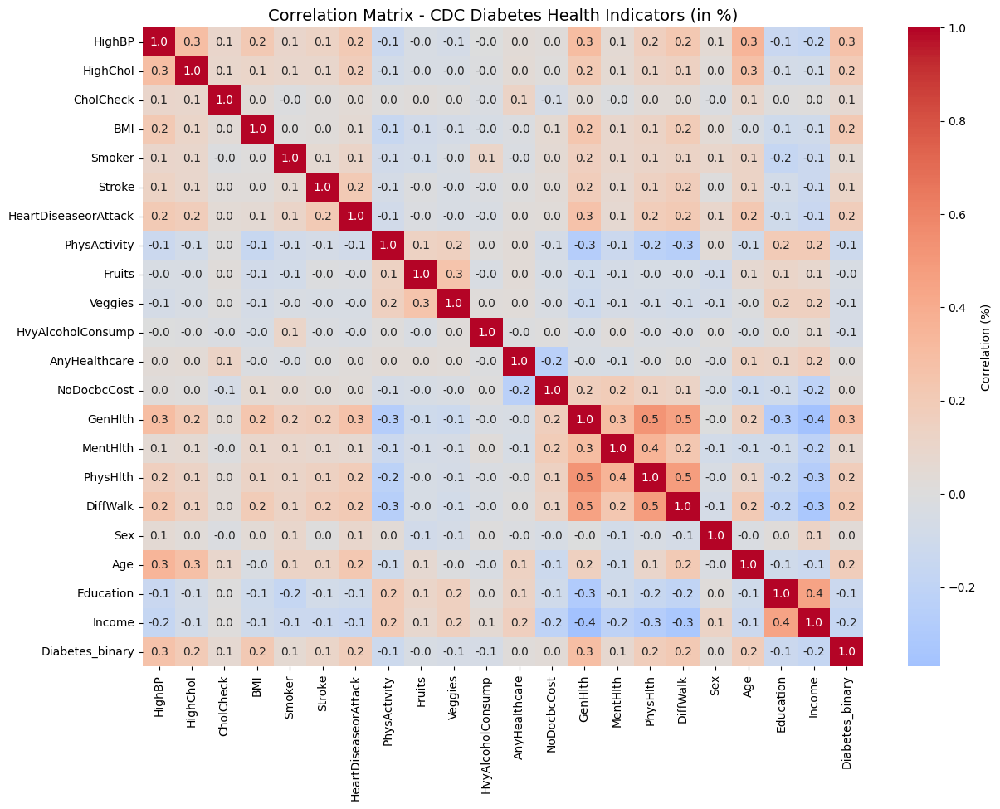 Correlation Matrix - CDC Diabetes Health Indicators (in %)
HighBP 1.0 0.3 0.1 0.2 0.1 0.1 0.2 -0.1 -0.0 -0.1 -0.0 0.0 0.0 0.3 0.1 0.2 0.2 0.1 0.3 -0.1 -0.2 0.3
HighChol 0.3 1.0 0.1 0.1 0.1 0.1 0.2 -0.1 -0.0 -0.0 -0.0 0.0 0.0 0.2 0.1 0.1 0.1 0.0 0.3 -0.1 -0.1 0.2
CholCheck 0.1 0.1 1.0 0.0 -0.0 0.0 0.0 0.0 0.0 0.0 -0.0 0.1 -0.1 0.0 -0.0 0.0 0.0 -0.0 0.1 0.0 0.0 0.1
BMI 0.2 0.1 0.0 1.0 0.0 0.0 0.1 -0.1 -0.1 -0.1 -0.0 -0.0 0.1 0.2 0.1 0.1 0.2 0.0 -0.0 -0.1 -0.1 0.2
Smoker 0.1 0.1 -0.0 0.0 1.0 0.1 0.1 -0.1 -0.1 -0.0 0.1 -0.0 0.0 0.2 0.1 0.1 0.1 0.1 0.1 -0.2 -0.1 0.1
Stroke 0.1 0.1 0.0 0.0 0.1 1.0 0.2 -0.1 -0.0 -0.0 -0.0 0.0 0.0 0.2 0.1 0.1 0.2 0.0 0.1 -0.1 -0.1 0.1
HeartDiseaseorAttack 0.2 0.2 0.0 0.1 0.1 0.2 1.0 -0.1 -0.0 -0.0 -0.0 0.0 0.0 0.3 0.1 0.2 0.2 0.1 0.2 -0.1 -0.1 0.2
PhysActivity -0.1 -0.1 0.0 -0.1 -0.1 -0.1 -0.1 1.0 0.1 0.2 0.0 0.0 -0.1 -0.3 -0.1 -0.2 -0.3 0.0 -0.1 0.2 0.2 -0.1
Fruits -0.0 -0.0 0.0 -0.1 -0.1 -0.0 -0.0 0.1 1.0 0.3 -0.0 0.0 -0.0 -0.1 -0.1 -0.0 -0.0 -0.1 0.1 0.1 0.1 -0.0
Veggies -0.1 -0.0 0.0 -0.1 -0.0 -0.0 -0.0 0.2 0.3 1.0 0.0 0.0 -0.0 -0.1 -0.1 -0.1 -0.1 -0.1 -0.0 0.2 0.2 -0.1
HvyAlcoholConsump -0.0 -0.0 -0.0 -0.0 0.1 -0.0 -0.0 0.0 -0.0 0.0 1.0 -0.0 0.0 -0.0 0.0 -0.0 -0.0 0.0 -0.0 0.0 0.1 -0.1
AnyHealthcare 0.0 0.0 0.1 -0.0 -0.0 0.0 0.0 0.0 0.0 0.0 -0.0 1.0 -0.2 -0.0 -0.1 -0.0 0.0 -0.0 0.1 0.1 0.2 0.0
NoDocbcCost 0.0 0.0 -0.1 0.1 0.0 0.0 0.0 -0.1 -0.0 -0.0 0.0 -0.2 1.0 0.2 0.2 0.1 0.1 -0.0 -0.1 -0.1 -0.2 0.0
GenHlth 0.3 0.2 0.0 0.2 0.2 0.2 0.3 -0.3 -0.1 -0.1 -0.0 -0.0 0.2 1.0 0.3 0.5 0.5 -0.0 0.2 -0.3 -0.4 0.3
MentHlth 0.1 0.1 -0.0 0.1 0.1 0.1 0.1 -0.1 -0.1 -0.1 0.0 -0.1 0.2 0.3 1.0 0.4 0.2 -0.1 -0.1 -0.1 -0.2 0.1
PhysHlth 0.2 0.1 0.0 0.1 0.1 0.1 0.2 -0.2 -0.0 -0.1 -0.0 -0.0 0.1 0.5 0.4 1.0 0.5 -0.0 0.1 -0.2 -0.3 0.2
DiffWalk 0.2 0.1 0.0 0.2 0.1 0.2 0.2 -0.3 -0.0 -0.1 -0.0 0.0 0.1 0.5 0.2 0.5 1.0 -0.1 0.2 -0.2 -0.3 0.2
Sex 0.1 0.0 -0.0 0.0 0.1 0.0 0.1 0.0 -0.1 -0.1 0.0 -0.0 -0.0 -0.0 -0.1 -0.0 -0.1 1.0 -0.0 0.0 0.1 0.0
Age 0.3 0.3 0.1 -0.0 0.1 0.1 0.2 -0.1 0.1 -0.0 -0.0 0.1 -0.1 0.2 -0.1 0.1 0.2 -0.0 1.0 -0.1 -0.1 0.2
Education -0.1 -0.1 0.0 -0.1 -0.2 -0.1 -0.1 0.2 0.1 0.2 0.0 0.1 -0.1 -0.3 -0.1 -0.2 -0.2 0.0 -0.1 1.0 0.4 -0.1
Income -0.2 -0.1 0.0 -0.1 -0.1 -0.1 -0.1 0.2 0.1 0.2 0.1 0.2 -0.2 -0.4 -0.2 -0.3 -0.3 0.1 -0.1 0.4 1.0 -0.2
Diabetes_binary 0.3 0.2 0.1 0.2 0.1 0.1 0.2 -0.1 -0.0 -0.1 -0.1 0.0 0.0 0.3 0.1 0.2 0.2 0.0 0.2 -0.1 -0.2 1.0
HighBP
HighChol
CholCheck
BMI
Smoker
Stroke
HeartDiseaseorAttack
PhysActivity
Fruits
Veggies
HvyAlcoholConsump
AnyHealthcare
NoDocbcCost
GenHlth
MentHlth
PhysHlth
DiffWalk
Sex
Age
Education
Income
Diabetes_binary
1.0
0.8
0.6
0.4
0.2
0.0
−0.2
Correlation (%)